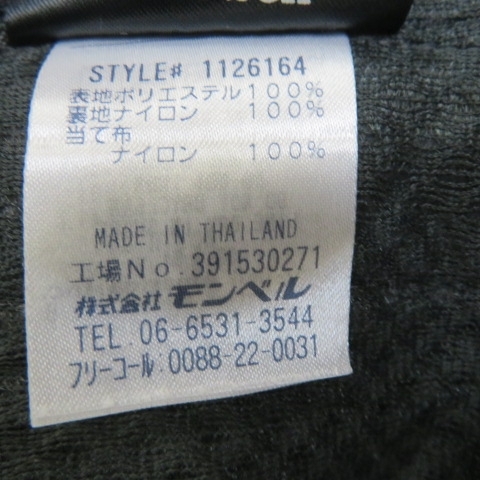 STYLE# 1126164
表地ポリエステル100%
裏地ナイロン 100%
当て布
ナイロン 100%
MADE IN THAILAND
工場No.391530271
株式会社 モンベル
TEL.06-6531-3544
フリーコール:0088-22-0031